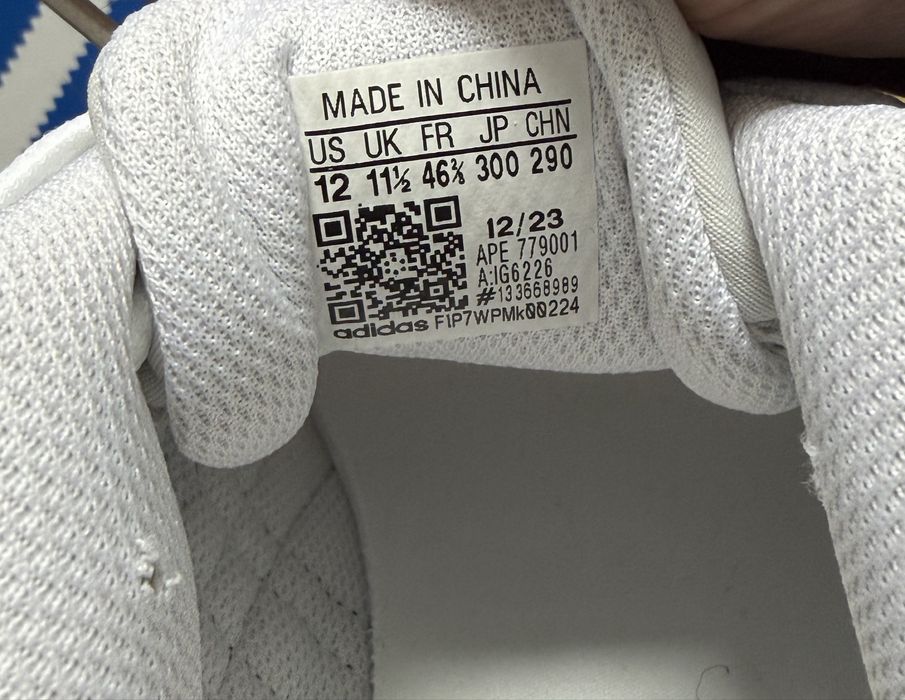 MADE IN CHINA
US UK FR JP CHN
12 11½ 46⅔ 300 290
12/23
APE 779001
A:IG6226
#133668989
adidas F1P7WPMk00224